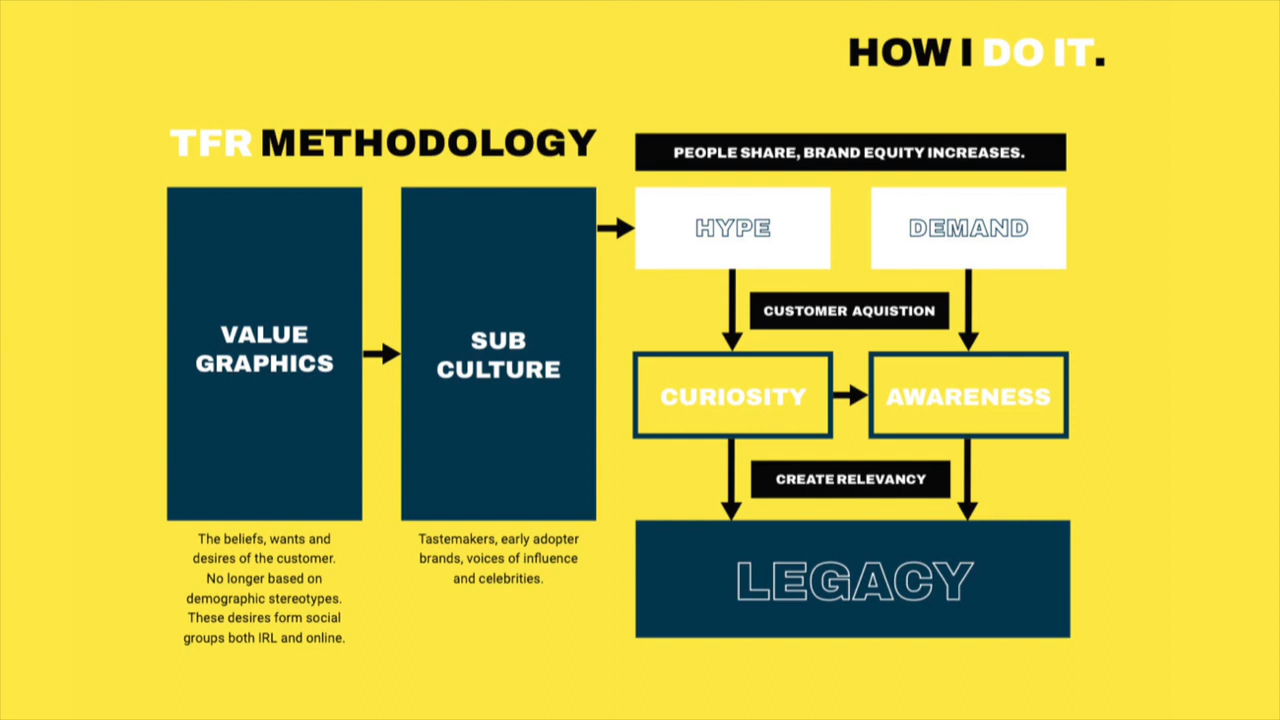 HOW I DO IT.
TFR METHODOLOGY
PEOPLE SHARE, BRAND EQUITY INCREASES.
VALUE
GRAPHICS
SUB
CULTURE
HYPE
DEMAND
CUSTOMER AQUISTION
CURIOSITY
AWARENESS
CREATE RELEVANCY
LEGACY
The beliefs, wants and
desires of the customer.
No longer based on
demographic stereotypes.
These desires form social
groups both IRL and online.
Tastemakers, early adopter
brands, voices of influence
and celebrities.